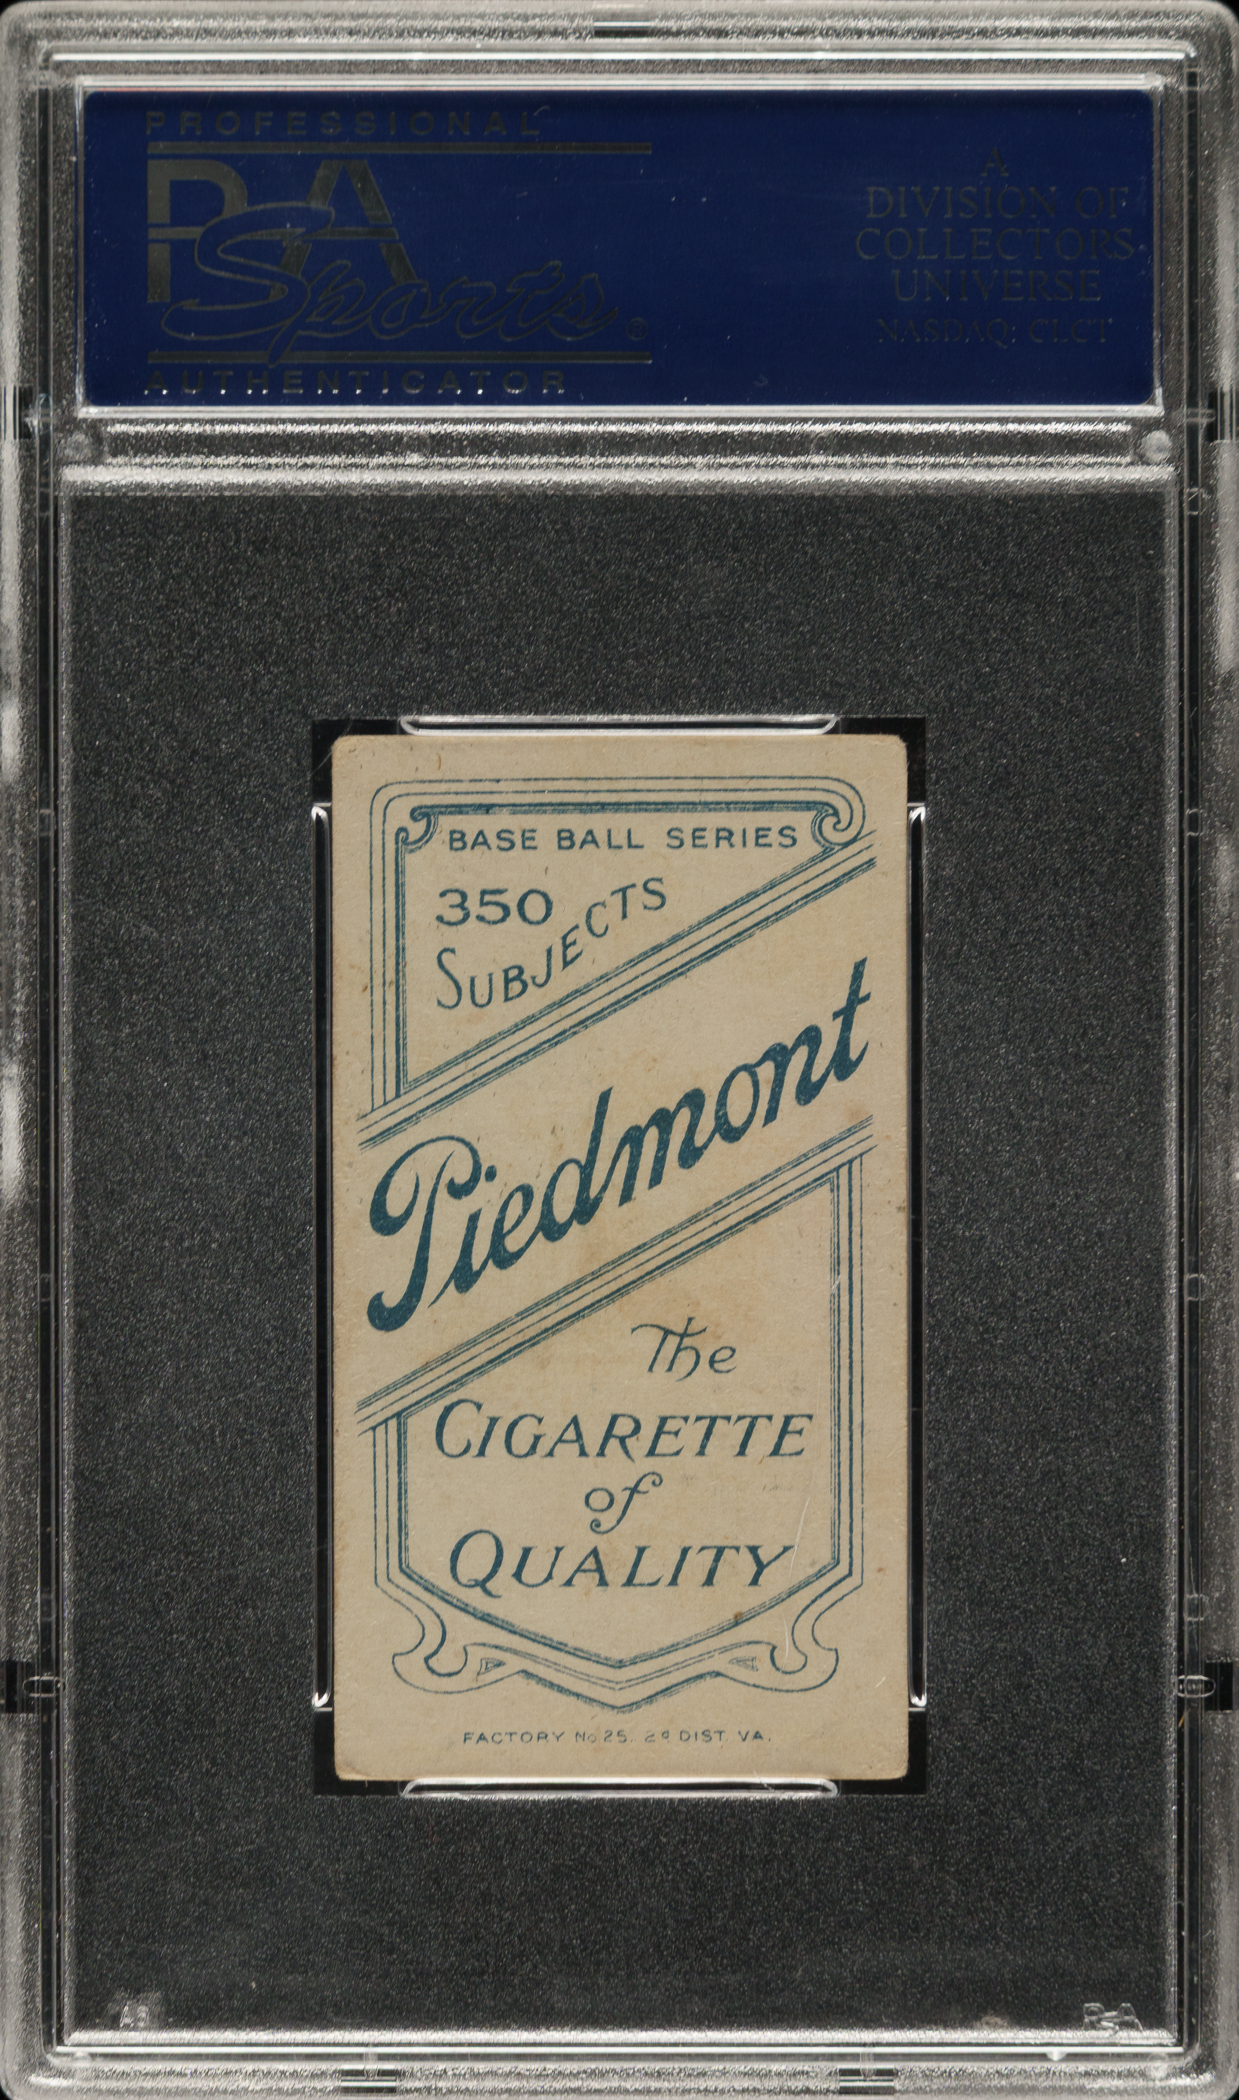 PROFESSIONAL
PSA
Sports®
AUTHENTICATOR
A
DIVISION OF
COLLECTORS
UNIVERSE
NASDAQ: CLCT
BASE BALL SERIES
350
SUBJECTS
Piedmont
The
CIGARETTE
of
QUALITY
FACTORY No 25. 2d DIST. VA.
PSA